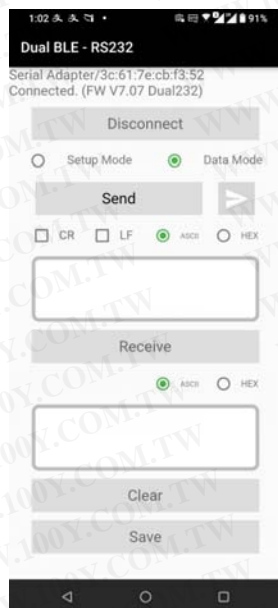 1:02
91%
Dual BLE - RS232
Serial Adapter/3c:61:7e:cb:f3:52
Connected. (FW V7.07 Dual232)
Disconnect
Setup Mode Data Mode
Send
CR LF ASCII HEX
Receive
ASCII HEX
Clear
Save